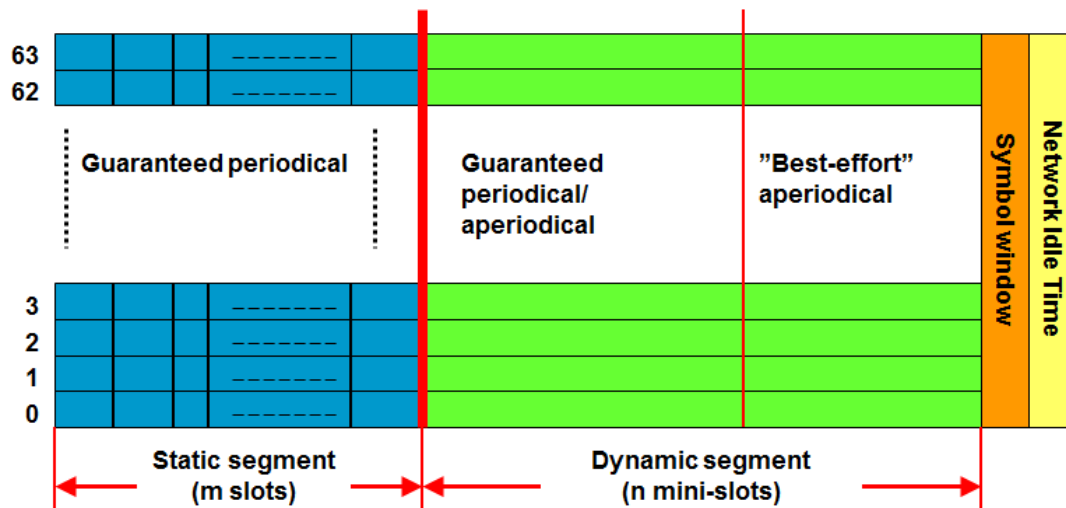 63
62
Guaranteed periodical
Guaranteed
periodical/
aperiodical
”Best-effort”
aperiodical
3
2
1
0
Symbol window
Network Idle Time
Static segment
(m slots)
Dynamic segment
(n mini-slots)